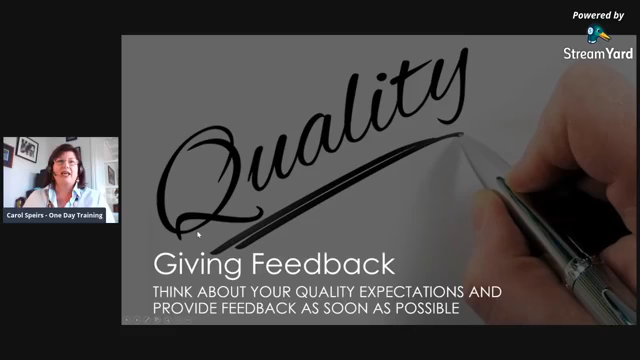 Powered by
StreamYard
Quality
Carol Speirs - One Day Training
Giving Feedback
THINK ABOUT YOUR QUALITY EXPECTATIONS AND
PROVIDE FEEDBACK AS SOON AS POSSIBLE